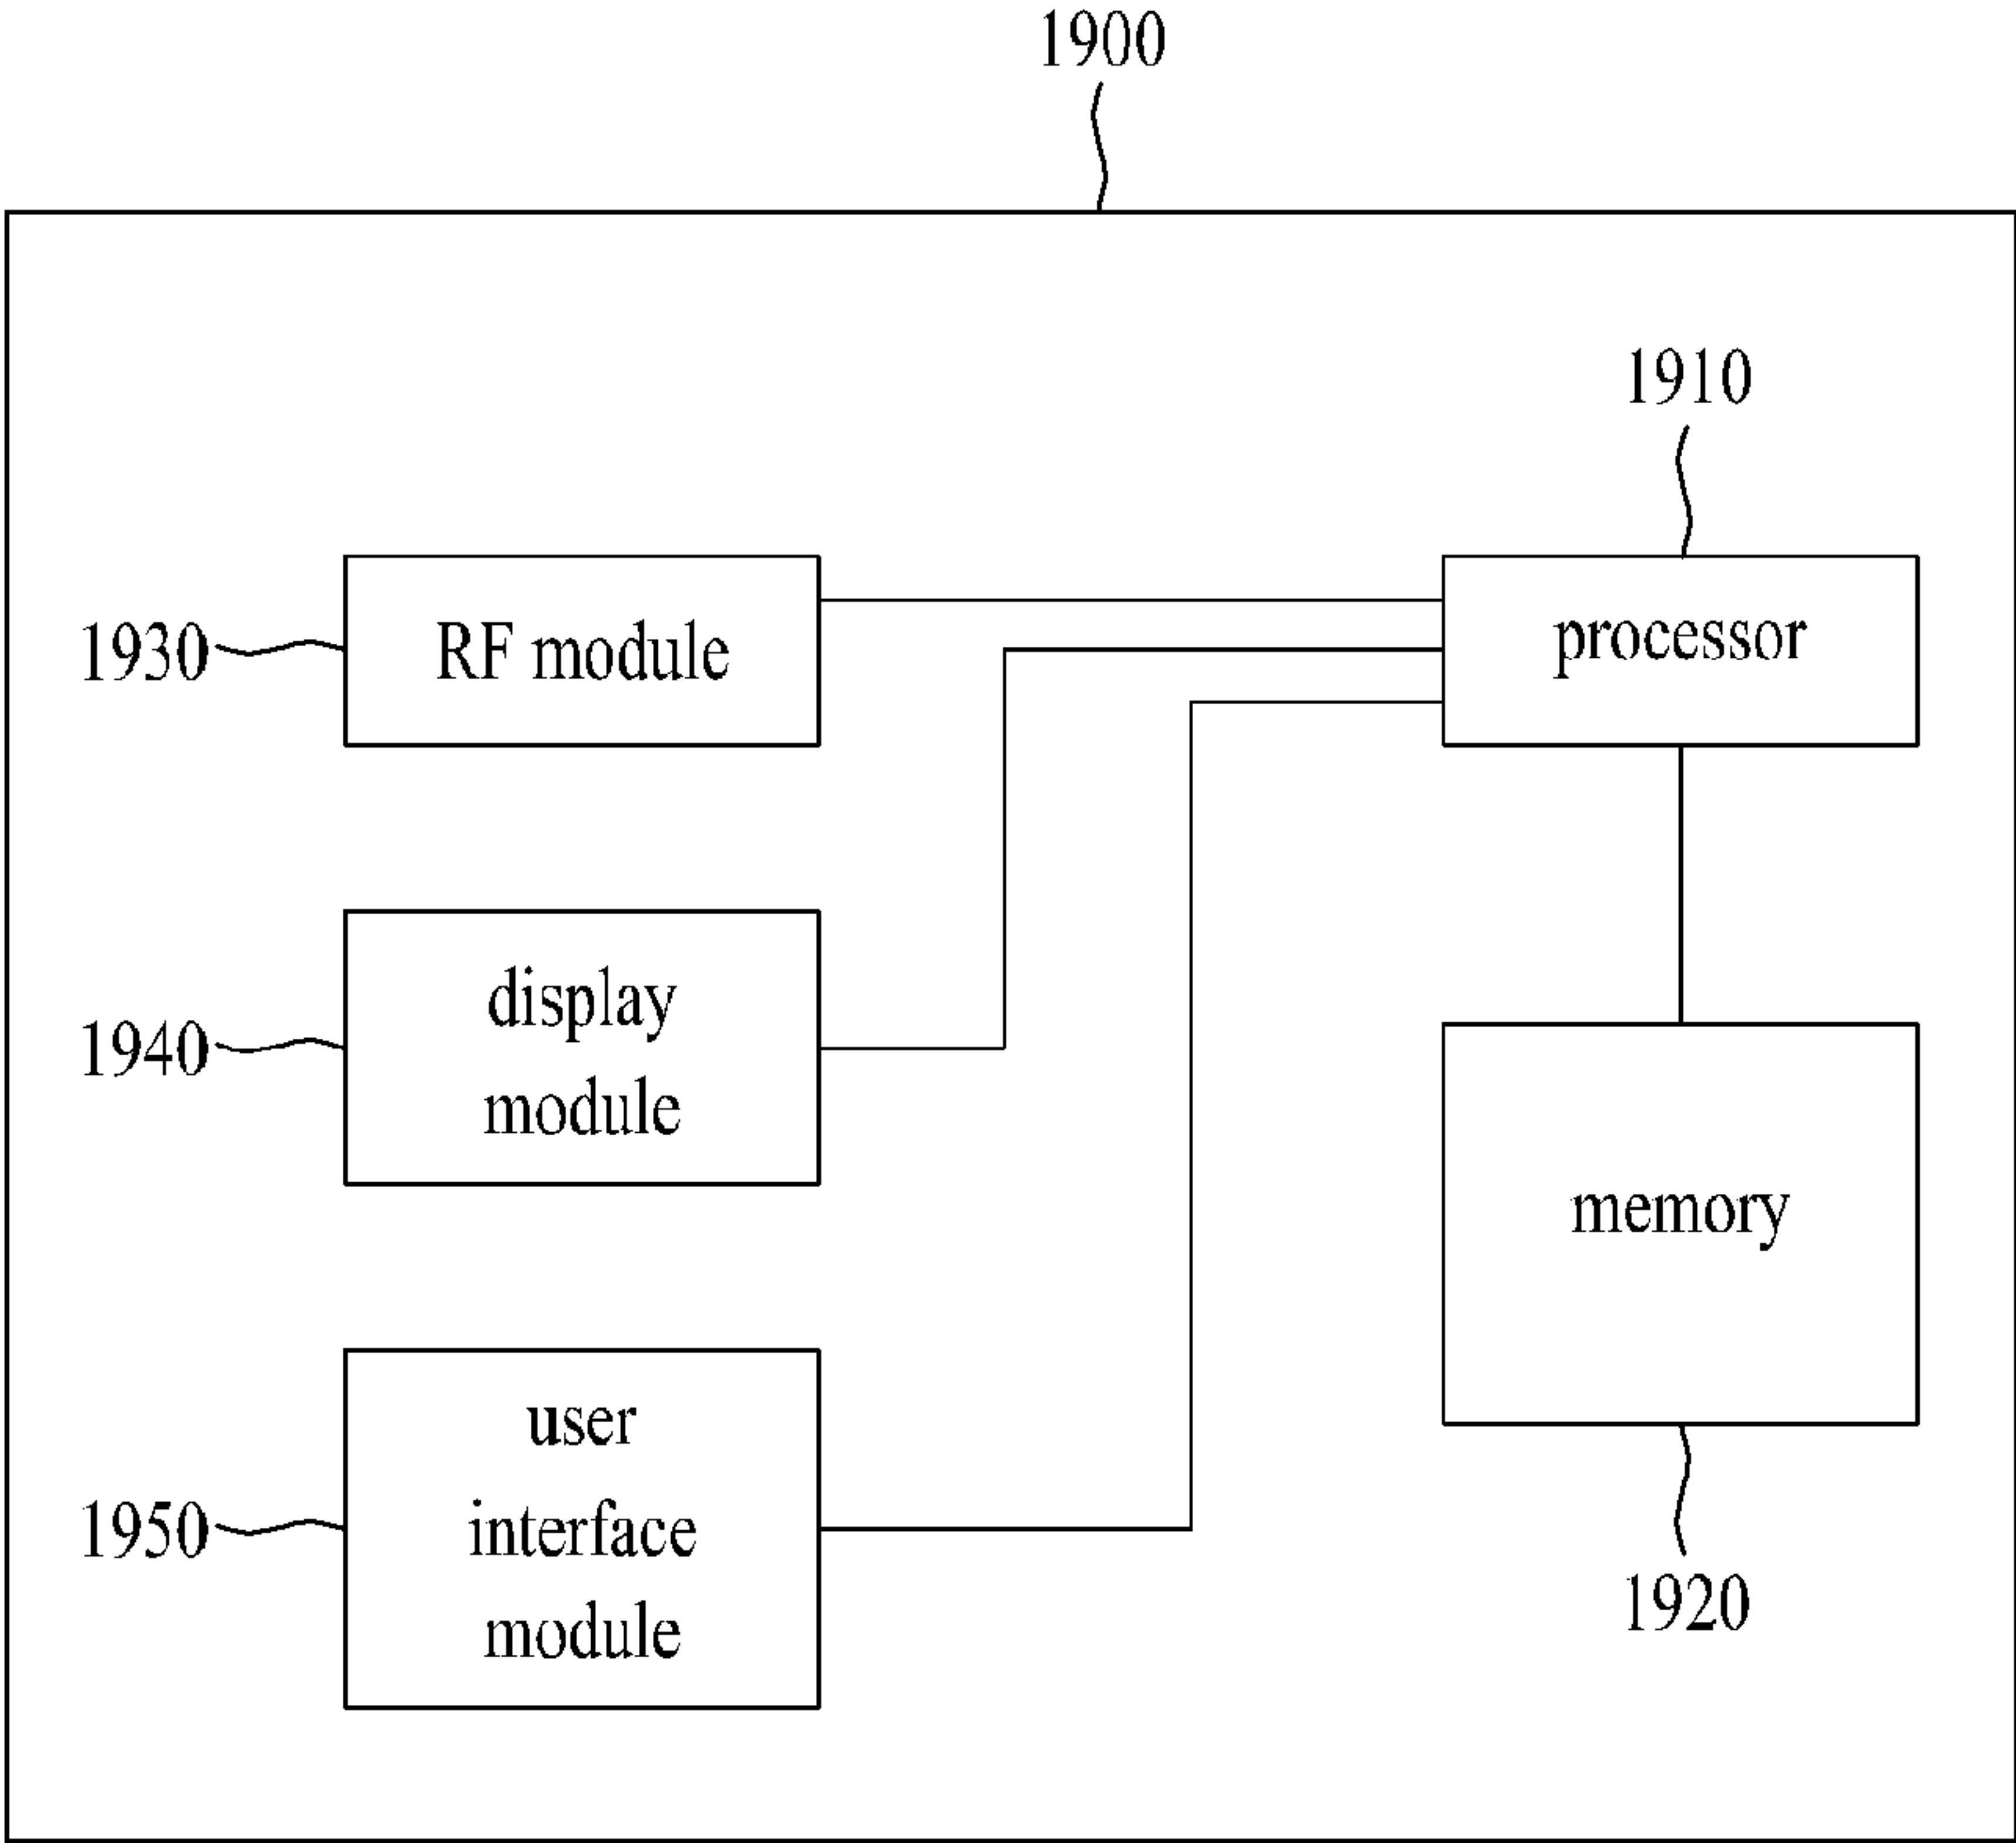 1900
1910
1930
RF module
processor
display
1940
module
memory
user
1950
interface
module
1920